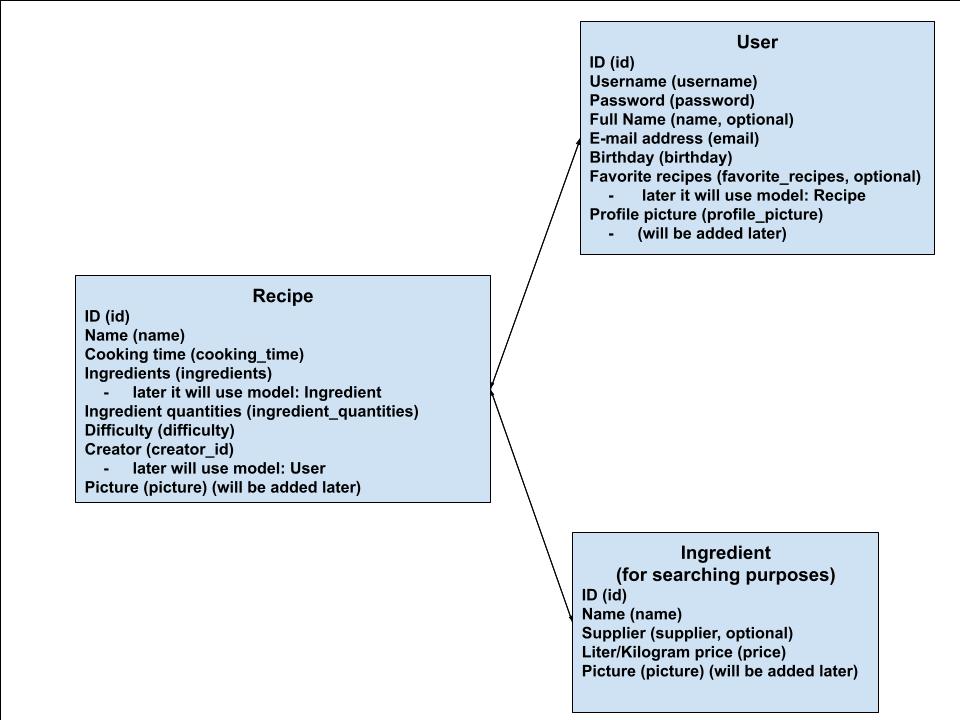 User
ID (id)
Username (username)
Password (password)
Full Name (name, optional)
E-mail address (email)
Birthday (birthday)
Favorite recipes (favorite_recipes, optional)
- later it will use model: Recipe
Profile picture (profile_picture)
- (will be added later)
Recipe
ID (id)
Name (name)
Cooking time (cooking_time)
Ingredients (ingredients)
- later it will use model: Ingredient
Ingredient quantities (ingredient_quantities)
Difficulty (difficulty)
Creator (creator_id)
- later will use model: User
Picture (picture) (will be added later)
Ingredient
(for searching purposes)
ID (id)
Name (name)
Supplier (supplier, optional)
Liter/Kilogram price (price)
Picture (picture) (will be added later)